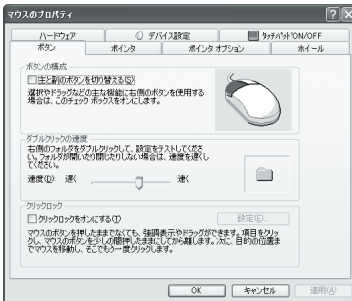 マウスのプロパティ
ハードウェア
デバイス設定
タッチパッドON/OFF
ボタン
ポインタ
ポインタ オプション
ホイール
ボタンの構成
主と副のボタンを切り替える(S)
選択やドラッグなどの主な機能に右側のボタンを使用する
場合は、このチェック ボックスをオンにします。
ダブルクリックの速度
右側のフォルダをダブルクリックして、設定をテストしてくださ
い。フォルダが開いたり閉じたりしない場合は、速度を遅くし
てください。
速度(D): 遅く 速く
クリックロック
クリックロックをオンにする(T)
設定(E)...
マウスのボタンを押したままでなくても、強調表示やドラッグができます。項目をクリッ
クし、マウスのボタンを少しの間押したままにしてから離します。次に、目的の位置ま
でマウスを移動し、そこでもう一度クリックします。
OK キャンセル 適用(A)